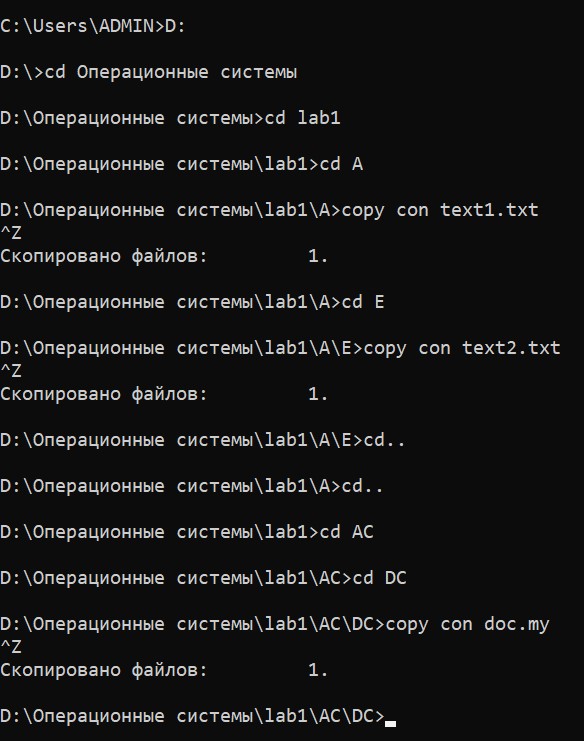 C:\Users\ADMIN>D:
D:\>cd Операционные системы
D:\Операционные системы>cd lab1
D:\Операционные системы\lab1>cd A
D:\Операционные системы\lab1\A>copy con text1.txt
^Z
Скопировано файлов:         1.
D:\Операционные системы\lab1\A>cd E
D:\Операционные системы\lab1\A\E>copy con text2.txt
^Z
Скопировано файлов:         1.
D:\Операционные системы\lab1\A\E>cd..
D:\Операционные системы\lab1\A>cd..
D:\Операционные системы\lab1>cd AC
D:\Операционные системы\lab1\AC>cd DC
D:\Операционные системы\lab1\AC\DC>copy con doc.my
^Z
Скопировано файлов:         1.
D:\Операционные системы\lab1\AC\DC>